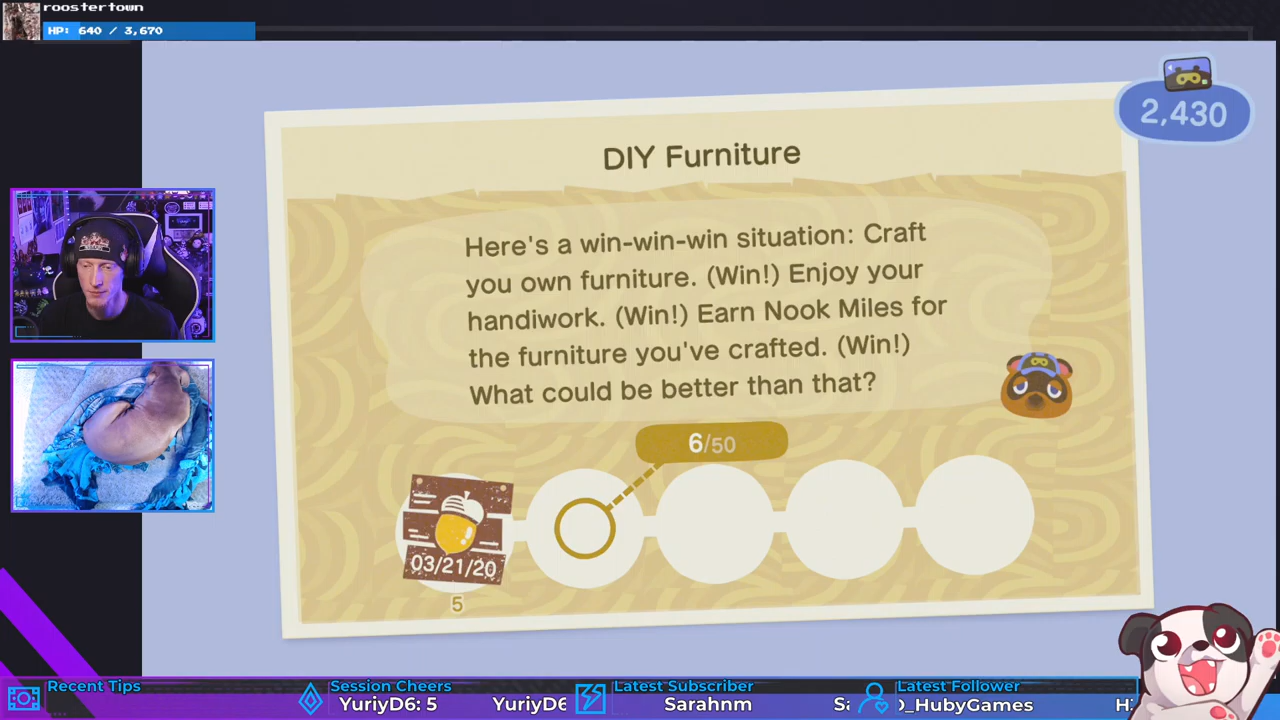 roostertown
HP: 640 / 3,670
2,430
DIY Furniture
Here's a win-win-win situation: Craft
you own furniture. (Win!) Enjoy your
handiwork. (Win!) Earn Nook Miles for
the furniture you've crafted. (Win!)
What could be better than that?
6/50
03/21/20
5
Recent Tips
Session Cheers
YuriyD6: 5
YuriyD6
Latest Subscriber
Sarahnm
Sa
Latest Follower
D_HubyGames
H